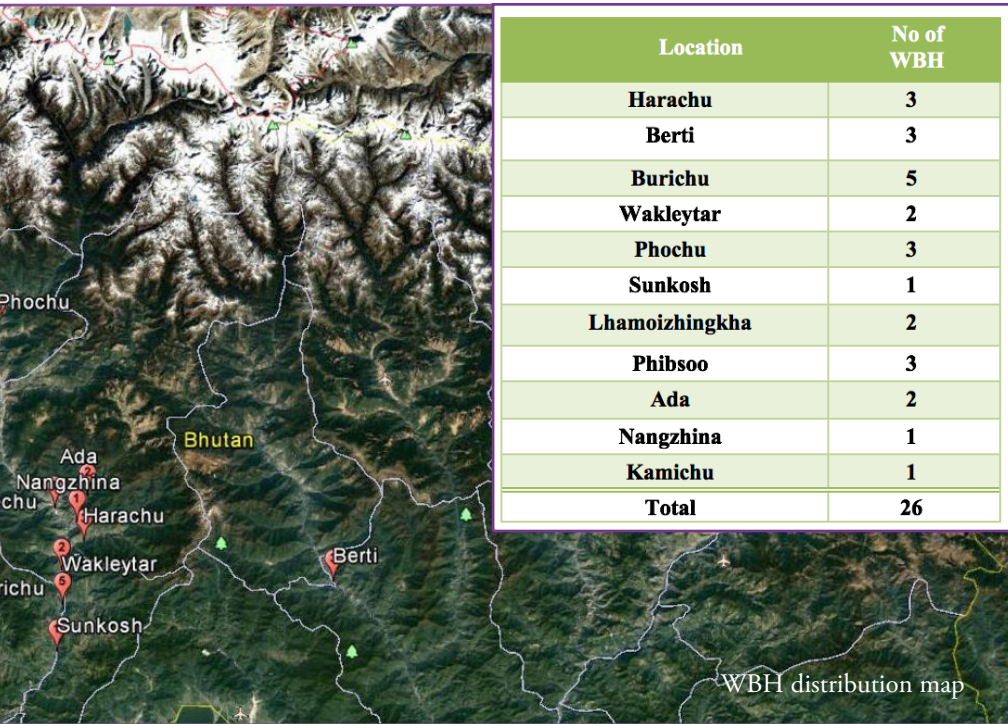 Location No of
WBH
Harachu 3
Berti 3
Burichu 5
Wakleytar 2
Phochu 3
Sunkosh 1
Lhamoizhingkha 2
Phibsoo 3
Ada 2
Nangzhina 1
Kamichu 1
Total 26
Phochu
Bhutan
Ada
2
Nangzhina
chu
1
Harachu
2
Wakleytar
Berti
richu
5
Sunkosh
WBH distribution map